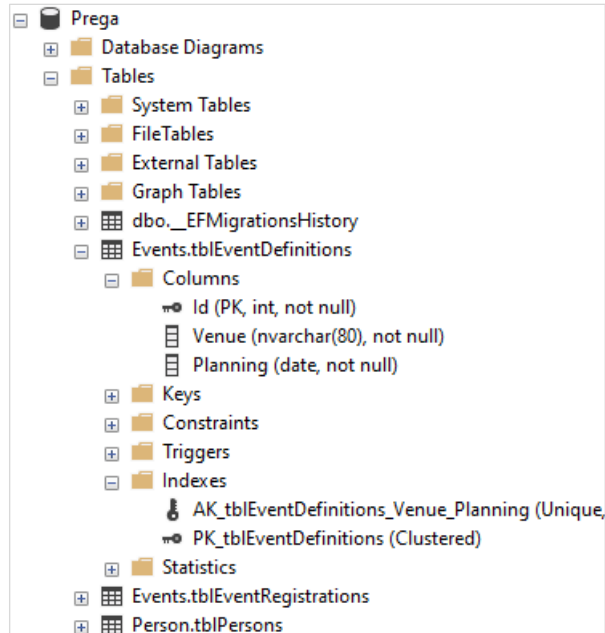 Prega
Database Diagrams
Tables
System Tables
FileTables
External Tables
Graph Tables
dbo.__EFMigrationsHistory
Events.tblEventDefinitions
Columns
Id (PK, int, not null)
Venue (nvarchar(80), not null)
Planning (date, not null)
Keys
Constraints
Triggers
Indexes
AK_tblEventDefinitions_Venue_Planning (Unique,
PK_tblEventDefinitions (Clustered)
Statistics
Events.tblEventRegistrations
Person.tblPersons